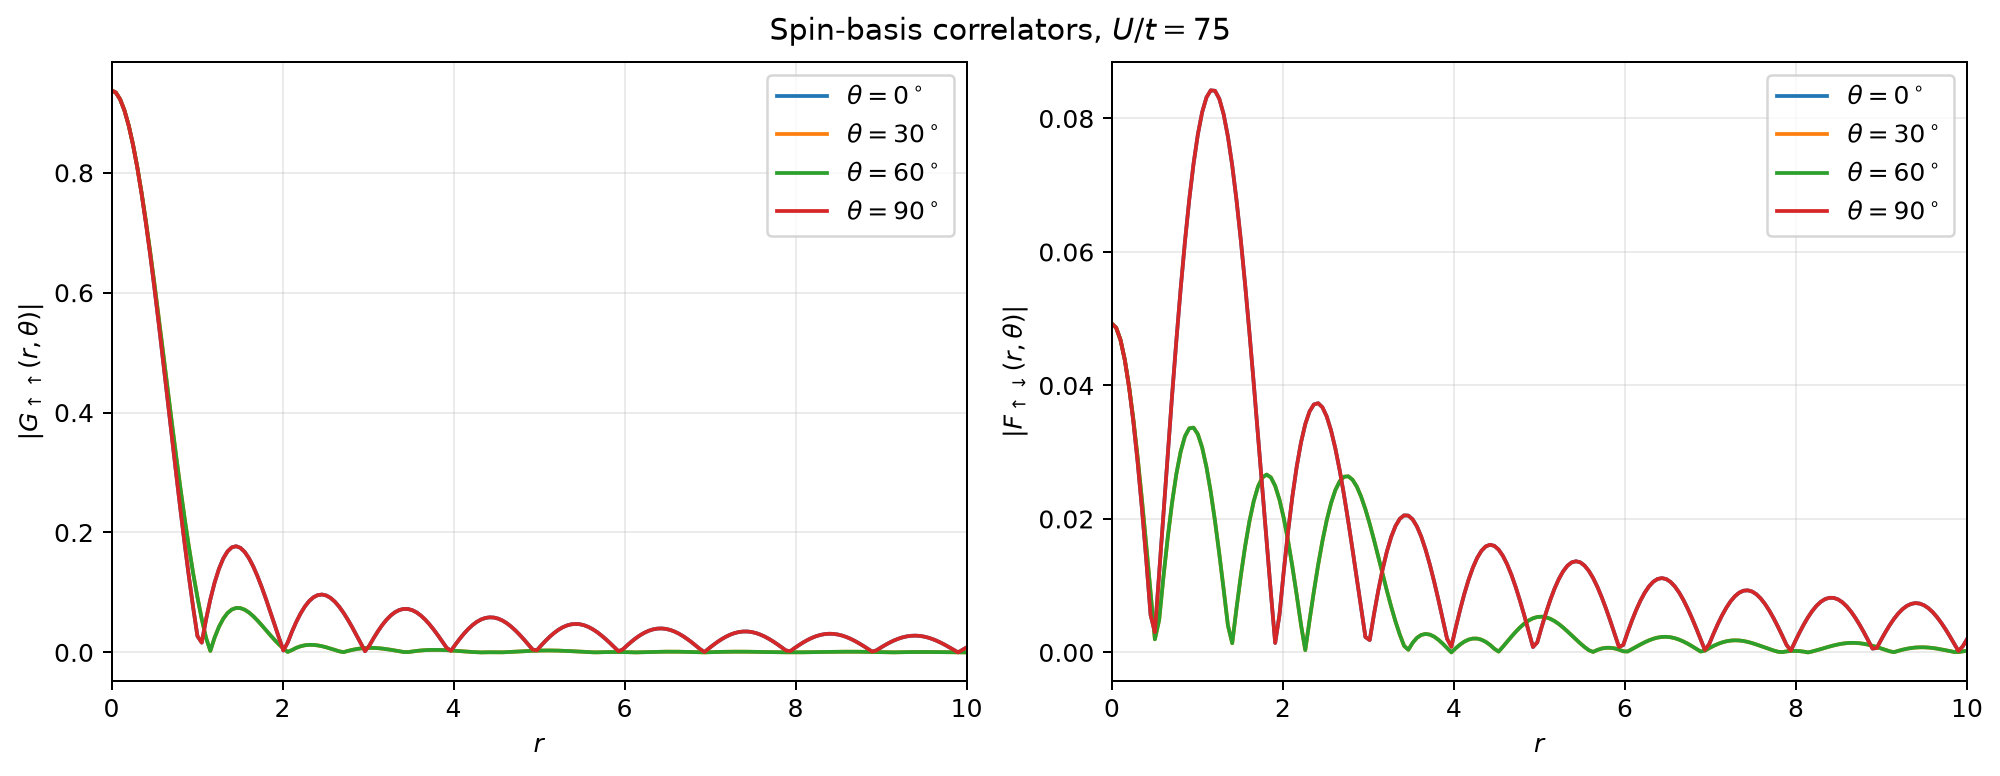 Spin-basis correlators, U/t = 75
|G↑↑(r, θ)|
0.8
0.6
0.4
0.2
0.0
0 2 4 6 8 10
r
θ = 0°
θ = 30°
θ = 60°
θ = 90°
|F↑↓(r, θ)|
0.08
0.06
0.04
0.02
0.00
0 2 4 6 8 10
r
θ = 0°
θ = 30°
θ = 60°
θ = 90°